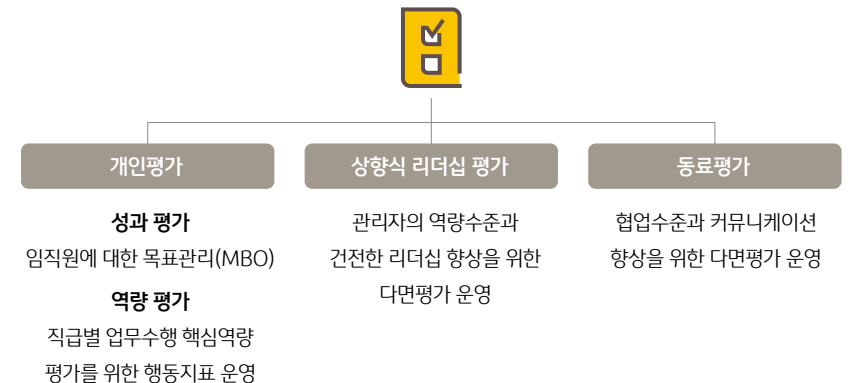 개인평가
성과 평가
임직원에 대한 목표관리(MBO)
역량 평가
직급별 업무수행 핵심역량
평가를 위한 행동지표 운영
상향식 리더십 평가
관리자의 역량수준과
건전한 리더십 향상을 위한
다면평가 운영
동료평가
협업수준과 커뮤니케이션
향상을 위한 다면평가 운영